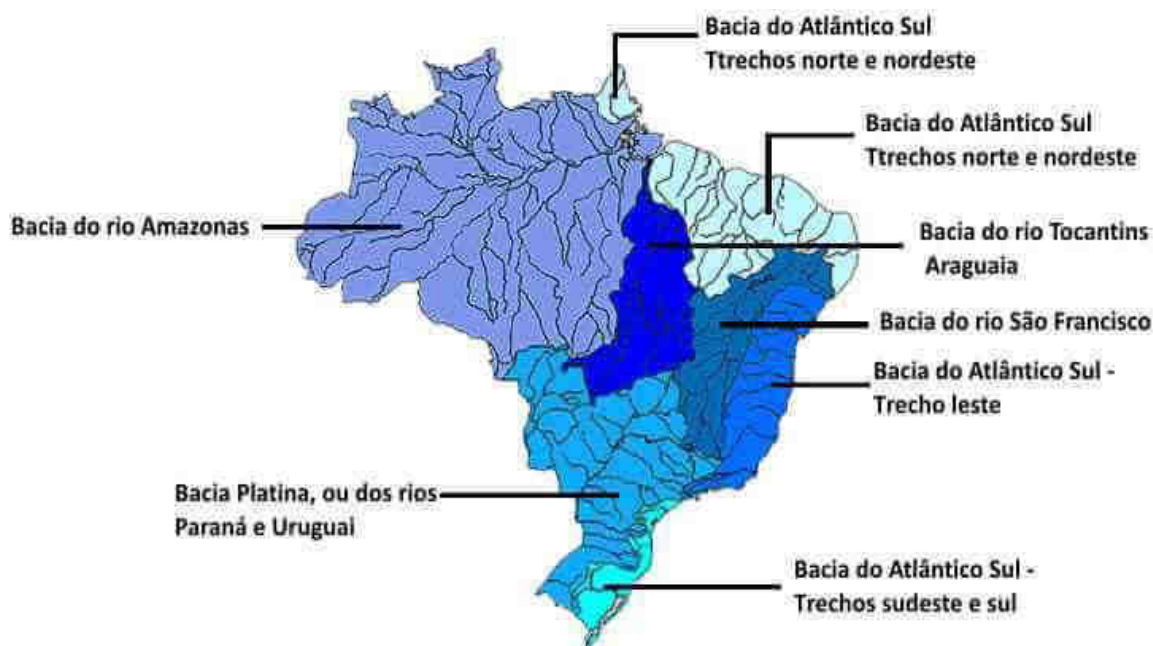 Bacia do Atlântico Sul
Ttrechos norte e nordeste
Bacia do Atlântico Sul
Ttrechos norte e nordeste
Bacia do rio Amazonas
Bacia do rio Tocantins
Araguaia
Bacia do rio São Francisco
Bacia do Atlântico Sul -
Trecho leste
Bacia Platina, ou dos rios
Paraná e Uruguai
Bacia do Atlântico Sul -
Trechos sudeste e sul